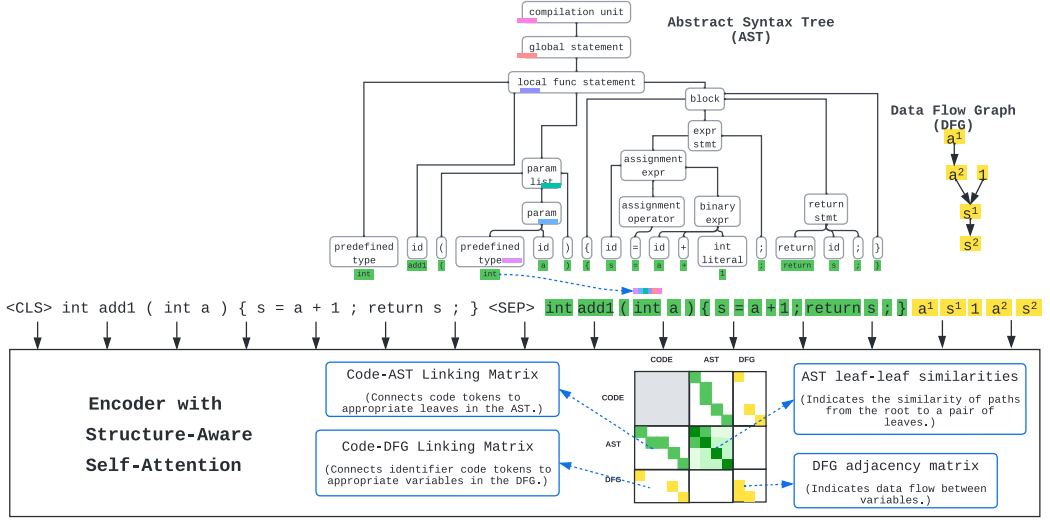 compilation unit
Abstract Syntax Tree
(AST)
global statement
local func statement
block
Data Flow Graph
(DFG)
a¹
expr
stmt
a² 1
param
list
assignment
expr
s¹
param
assignment
operator
binary
expr
return
stmt
s²
predefined
type
id
(
predefined
type
id
)
{
id
=
id
+
int
literal
;
return
id
;
}
int add1 ( int a ) { s = a + 1 ; return s ; }
<CLS> int add1 ( int a ) { s = a + 1 ; return s ; } <SEP> int add1 ( int a ) { s = a + 1 ; return s ; } a¹ s¹ 1 a² s²
Encoder with
Structure-Aware
Self-Attention
Code-AST Linking Matrix
(Connects code tokens to
appropriate leaves in the AST.)
Code-DFG Linking Matrix
(Connects identifier code tokens to
appropriate variables in the DFG.)
CODE AST DFG
CODE
AST
DFG
AST leaf-leaf similarities
(Indicates the similarity of paths
from the root to a pair of
leaves.)
DFG adjacency matrix
(Indicates data flow between
variables.)